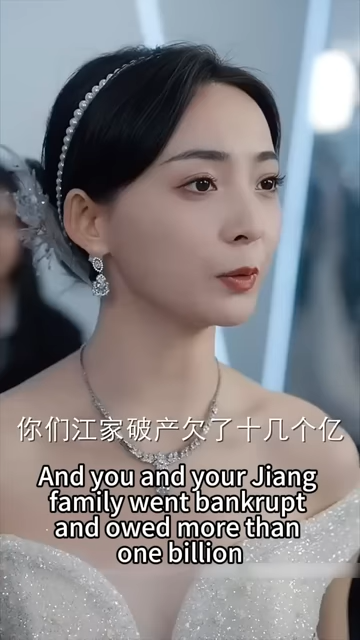 你们江家破产欠了十几个亿
And you and your Jiang
family went bankrupt
and owed more than
one billion